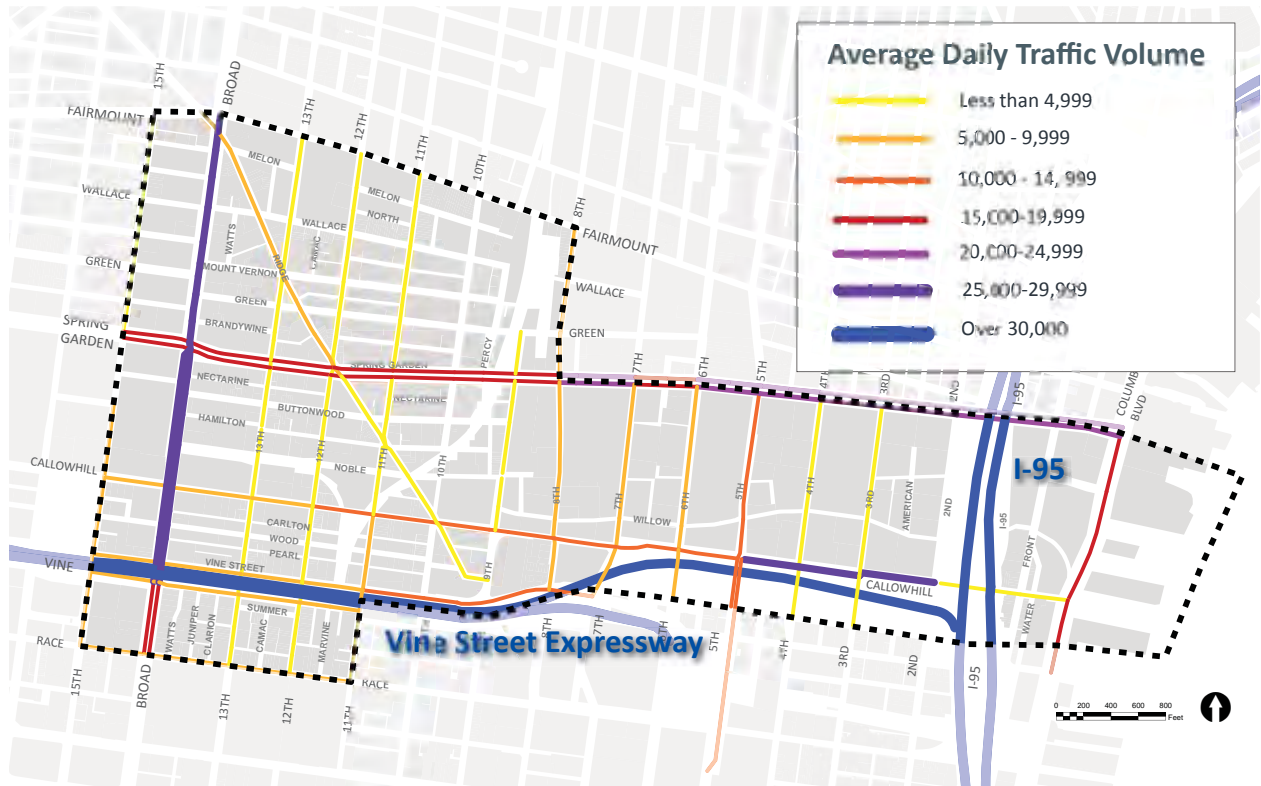 Average Daily Traffic Volume
Less than 4,999
5,000 - 9,999
10,000 - 14, 999
15,000-19,999
20,000-24,999
25,000-29,999
Over 30,000
15TH
BROAD
FAIRMOUNT
13TH
12TH
11TH
10TH
8TH
FAIRMOUNT
MELON
MELON
NORTH
WALLACE
WALLACE
WATTS
CAMAC
WALLACE
GREEN
MOUNT VERNON
RIDGE
GREEN
BRANDYWINE
GREEN
SPRING
GARDEN
SPRING GARDEN
PERCY
7TH
6TH
5TH
4TH
3RD
2ND
I-95
BLVD
NECTARINE
NECTARINE
BUTTONWOOD
HAMILTON
13TH
12TH
11TH
10TH
NOBLE
CALLOWHILL
I-95
8TH
7TH
6TH
5TH
4TH
3RD
AMERICAN
2ND
I-95
FRONT
WILLOW
CARLTON
WOOD
PEARL
VINE
VINE STREET
9TH
CALLOWHILL
WATER
SUMMER
WATTS
JUNIPER
CLARION
CAMAC
MARVINE
RACE
Vine Street Expressway
8TH
7TH
5TH
4TH
3RD
2ND
I-95
RACE
15TH
BROAD
13TH
12TH
11TH
0 200 400 600 800
Feet